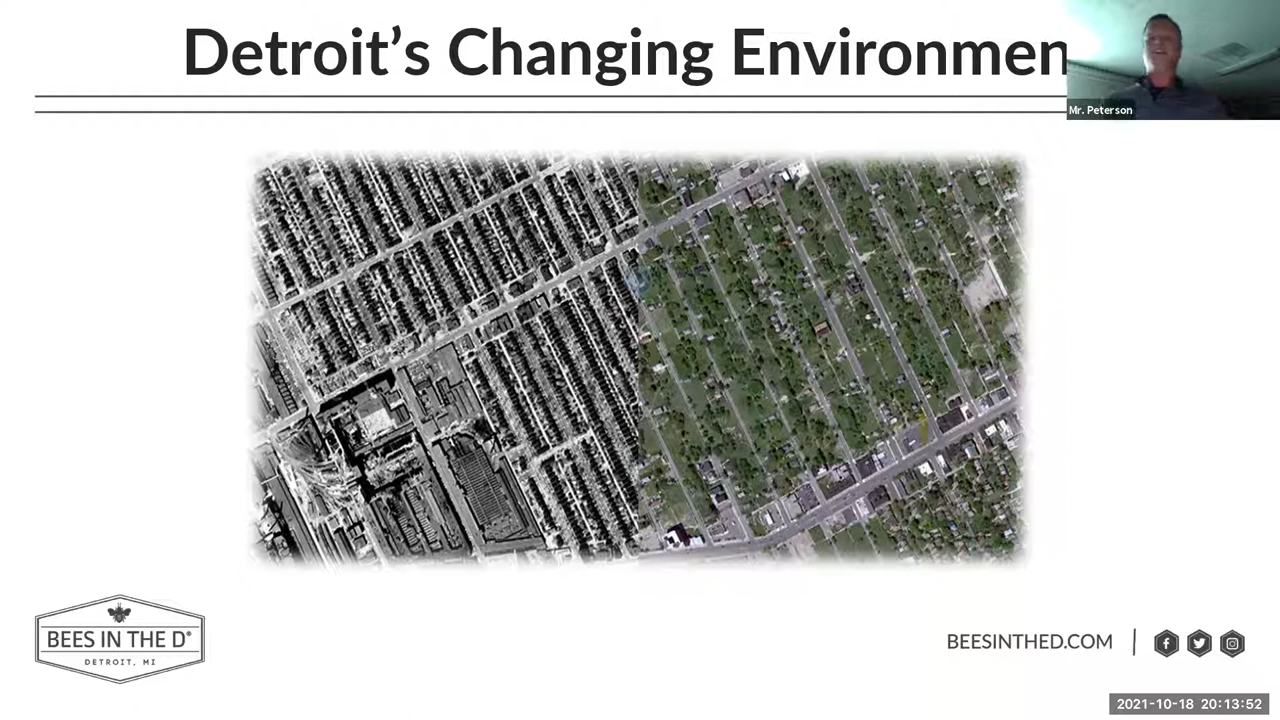 Detroit's Changing Environmen
Mr. Peterson
BEES IN THE D®
DETROIT, MI
BEESINTHED.COM
2021-10-18 20:13:52